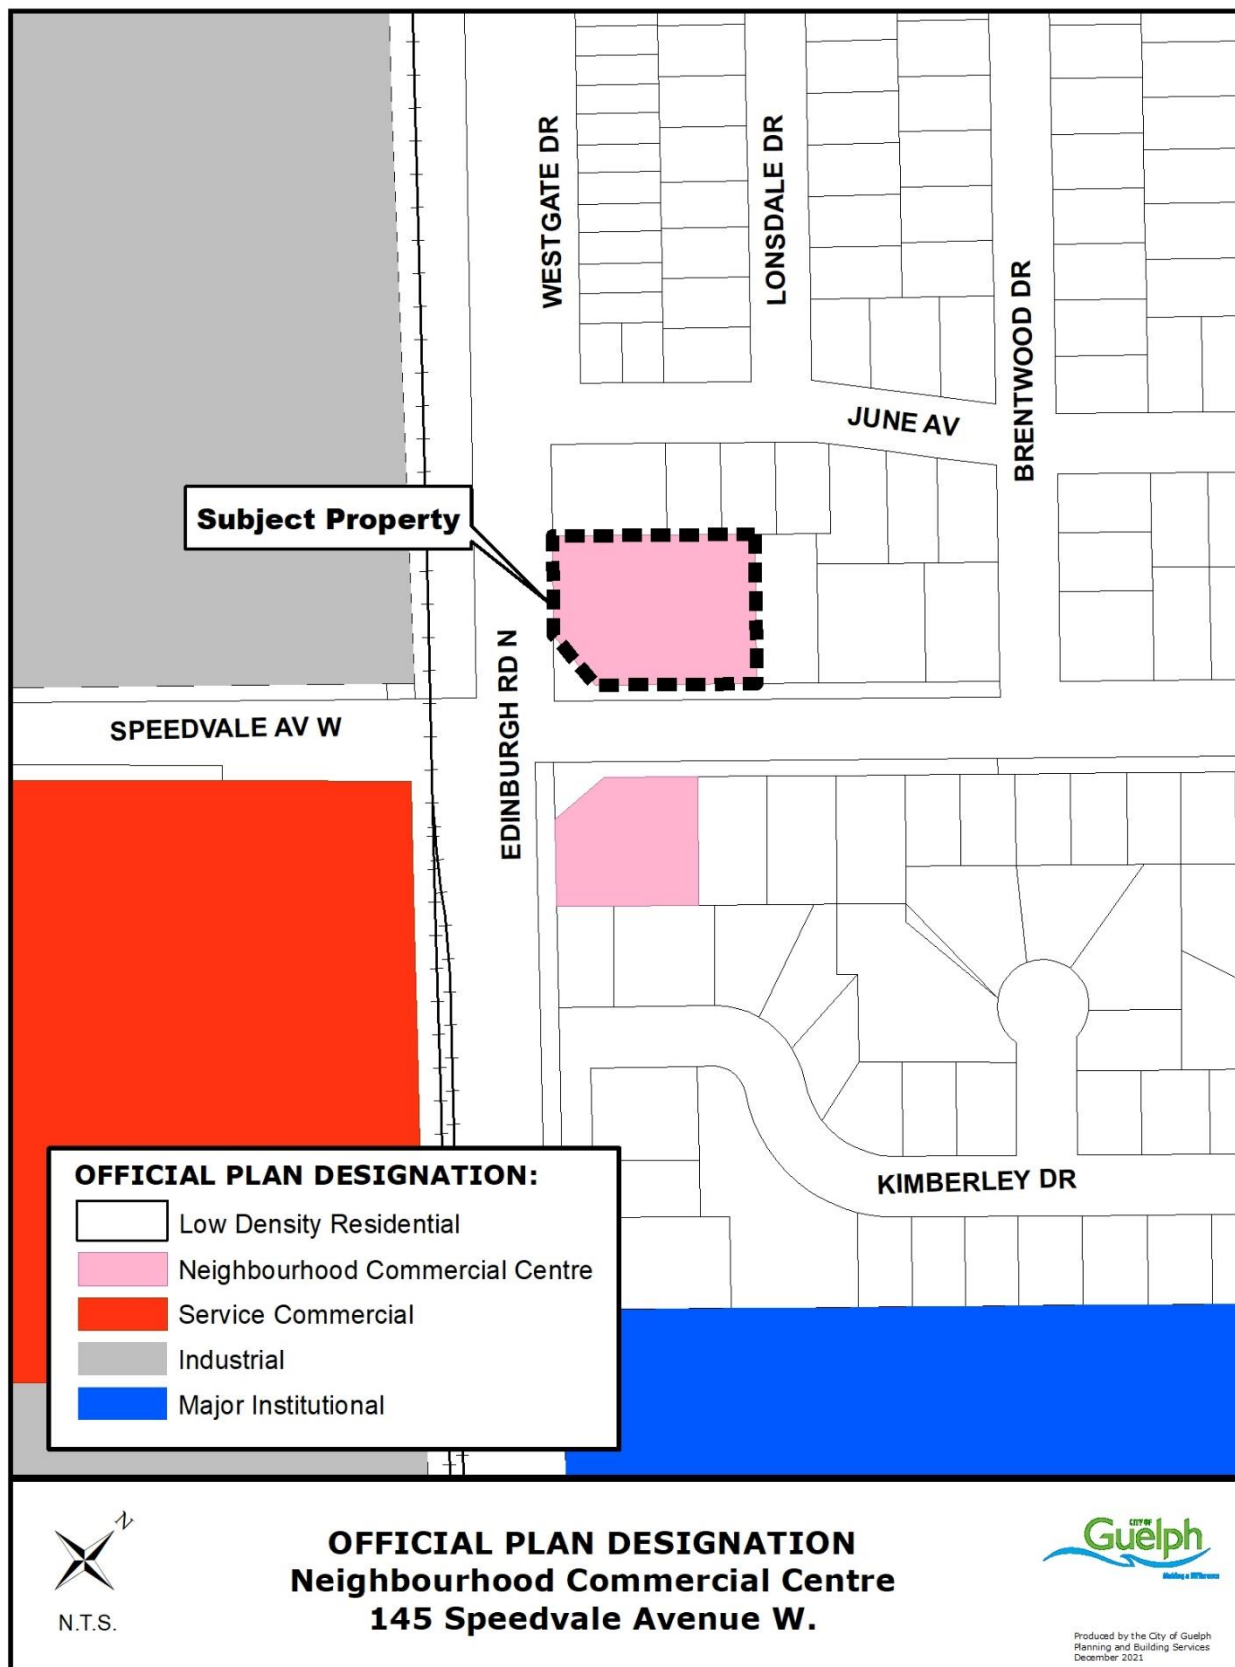 WESTGATE DR
LONSDALE DR
BRENTWOOD DR
JUNE AV
Subject Property
EDINBURGH RD N
SPEEDVALE AV W
KIMBERLEY DR
OFFICIAL PLAN DESIGNATION:
Low Density Residential
Neighbourhood Commercial Centre
Service Commercial
Industrial
Major Institutional
N
N.T.S.
OFFICIAL PLAN DESIGNATION
Neighbourhood Commercial Centre
145 Speedvale Avenue W.
CITY OF
Guelph
Making a Difference
Produced by the City of Guelph
Planning and Building Services
December 2021